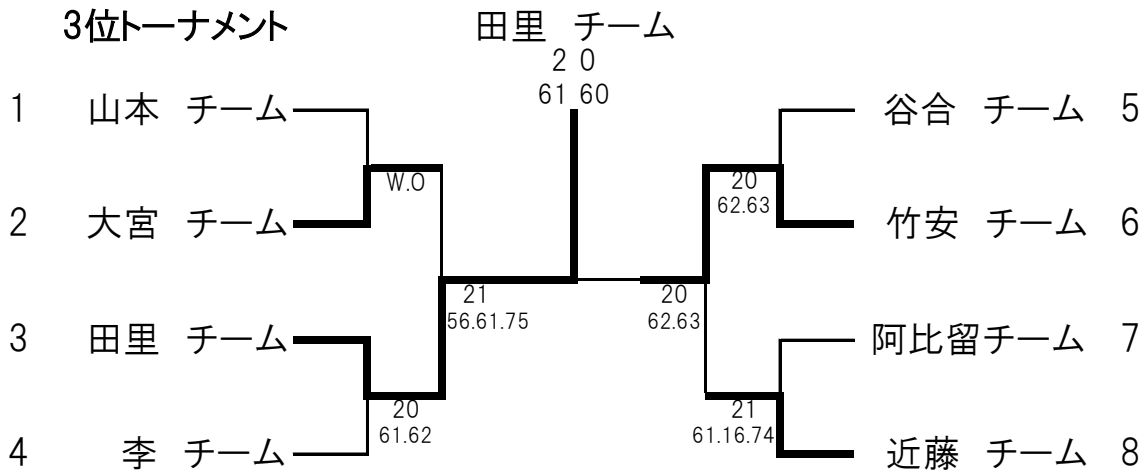 3位トーナメント
田里 チーム
2 0
61 60
1 山本 チーム
谷合 チーム 5
W.O
20
62.63
2 大宮 チーム
竹安 チーム 6
21
56.61.75
20
62.63
3 田里 チーム
阿比留チーム 7
20
61.62
21
61.16.74
4 李 チーム
近藤 チーム 8